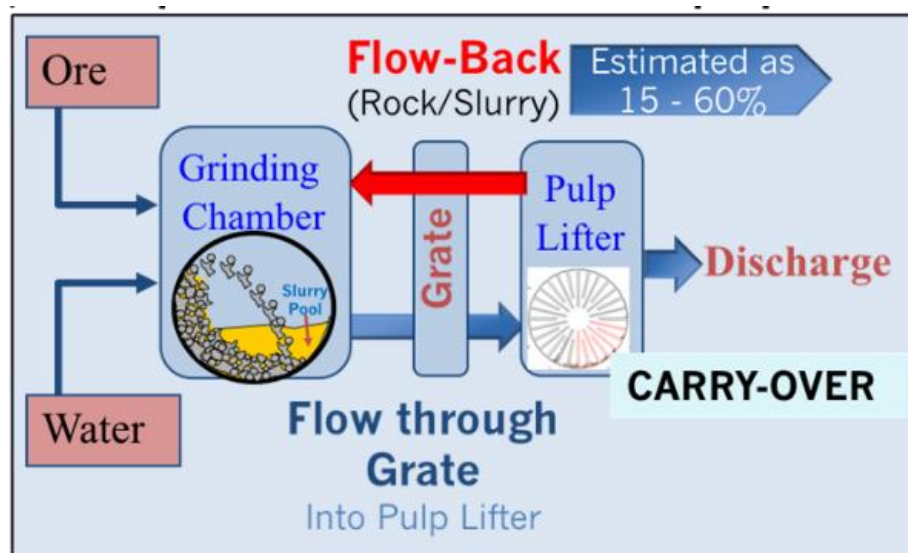 Ore
Flow-Back
(Rock/Slurry)
Estimated as
15 - 60%
Grinding
Chamber
Slurry
Pool
Grate
Pulp
Lifter
Discharge
CARRY-OVER
Water
Flow through
Grate
Into Pulp Lifter